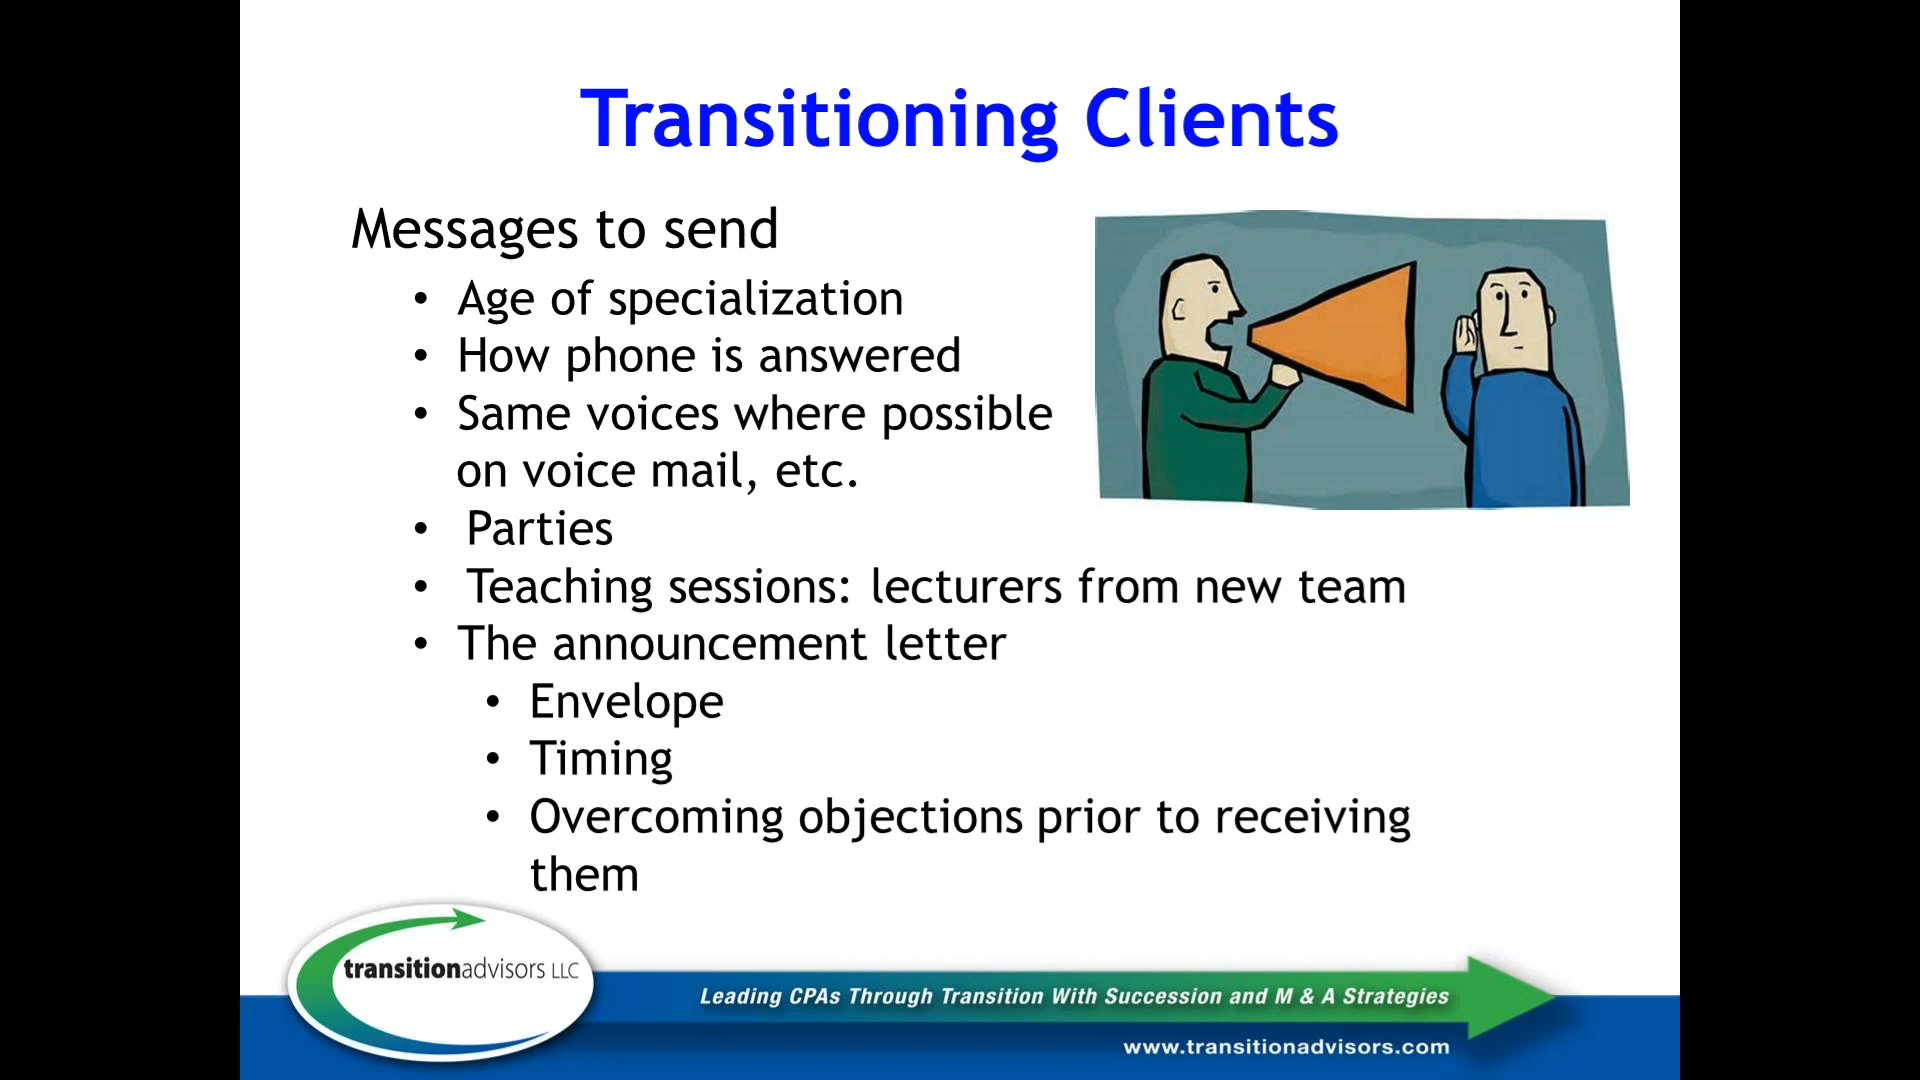 Transitioning Clients
Messages to send
• Age of specialization
• How phone is answered
• Same voices where possible
on voice mail, etc.
• Parties
• Teaching sessions: lecturers from new team
• The announcement letter
• Envelope
• Timing
• Overcoming objections prior to receiving
them
transitionadvisors LLC
Leading CPAs Through Transition With Succession and M & A Strategies
www.transitionadvisors.com